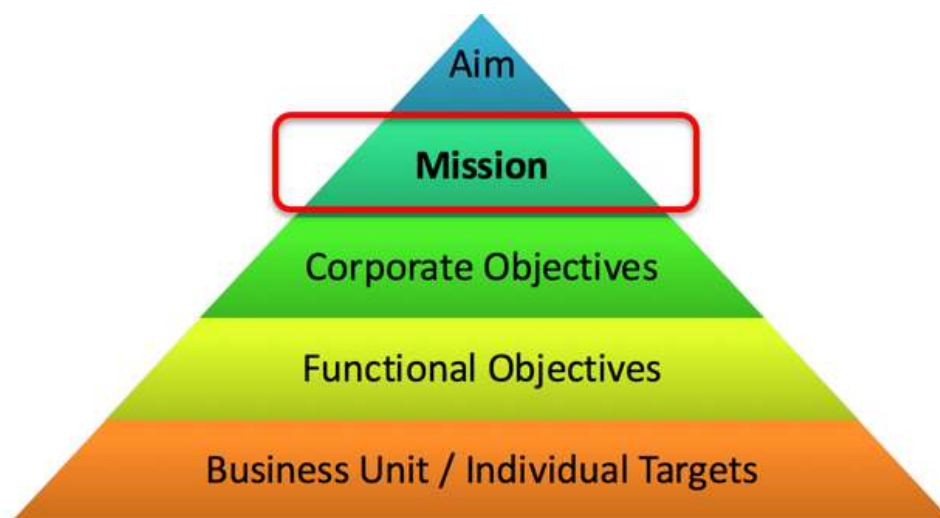 Aim
Mission
Corporate Objectives
Functional Objectives
Business Unit / Individual Targets